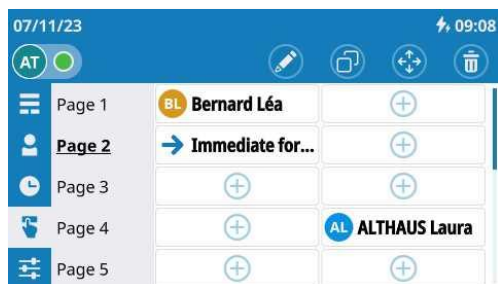 07/11/23 09:08
AT
Page 1 BL Bernard Léa
Page 2 Immediate for...
Page 3
Page 4 AL ALTHAUS Laura
Page 5